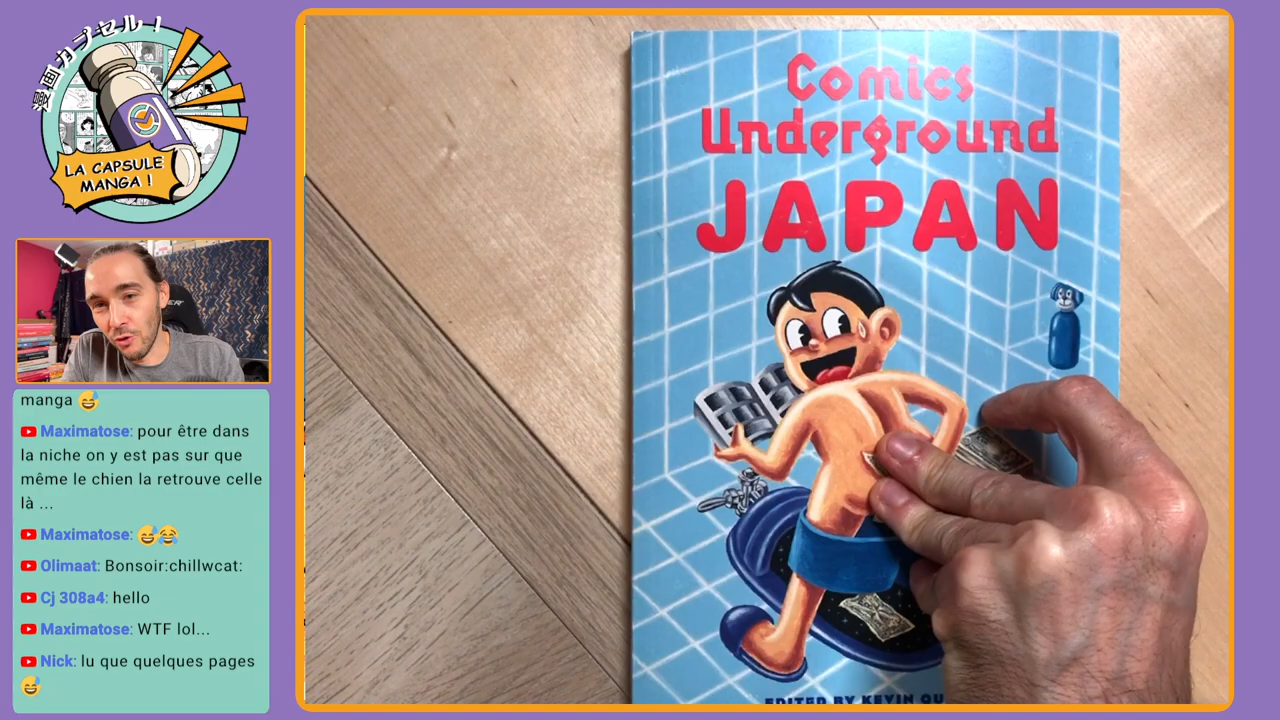 漫画カプセル！
LA CAPSULE
MANGA !
manga 😅
Maximatose: pour être dans
la niche on y est pas sur que
même le chien la retrouve celle
là ...
Maximatose: 😅😂
Olimaat: Bonsoir:chillwcat:
Cj 308a4: hello
Maximatose: WTF lol...
Nick: lu que quelques pages
😅
Comics
Underground
JAPAN
EDITED BY KEVIN